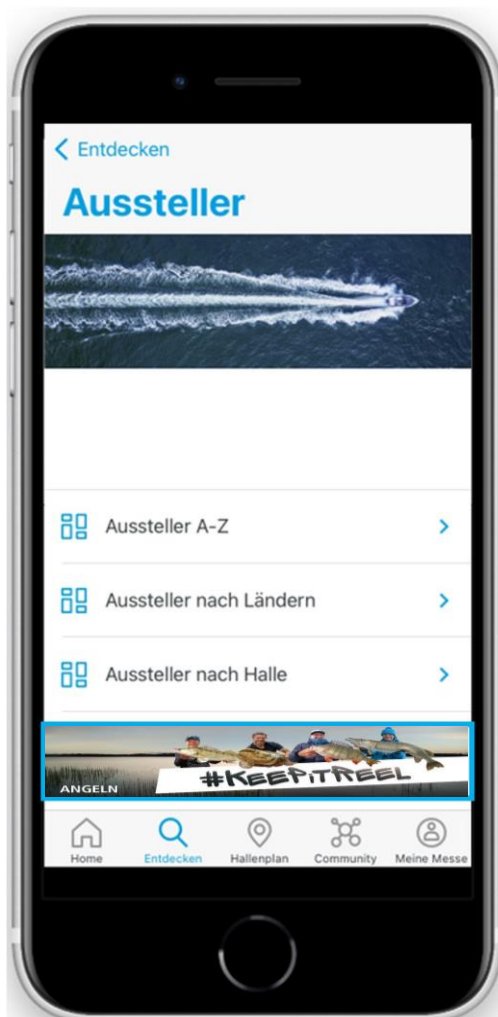 Entdecken
Aussteller
Aussteller A-Z
Aussteller nach Ländern
Aussteller nach Halle
#KEEPiTREEL
ANGELN
Home Entdecken Hallenplan Community Meine Messe